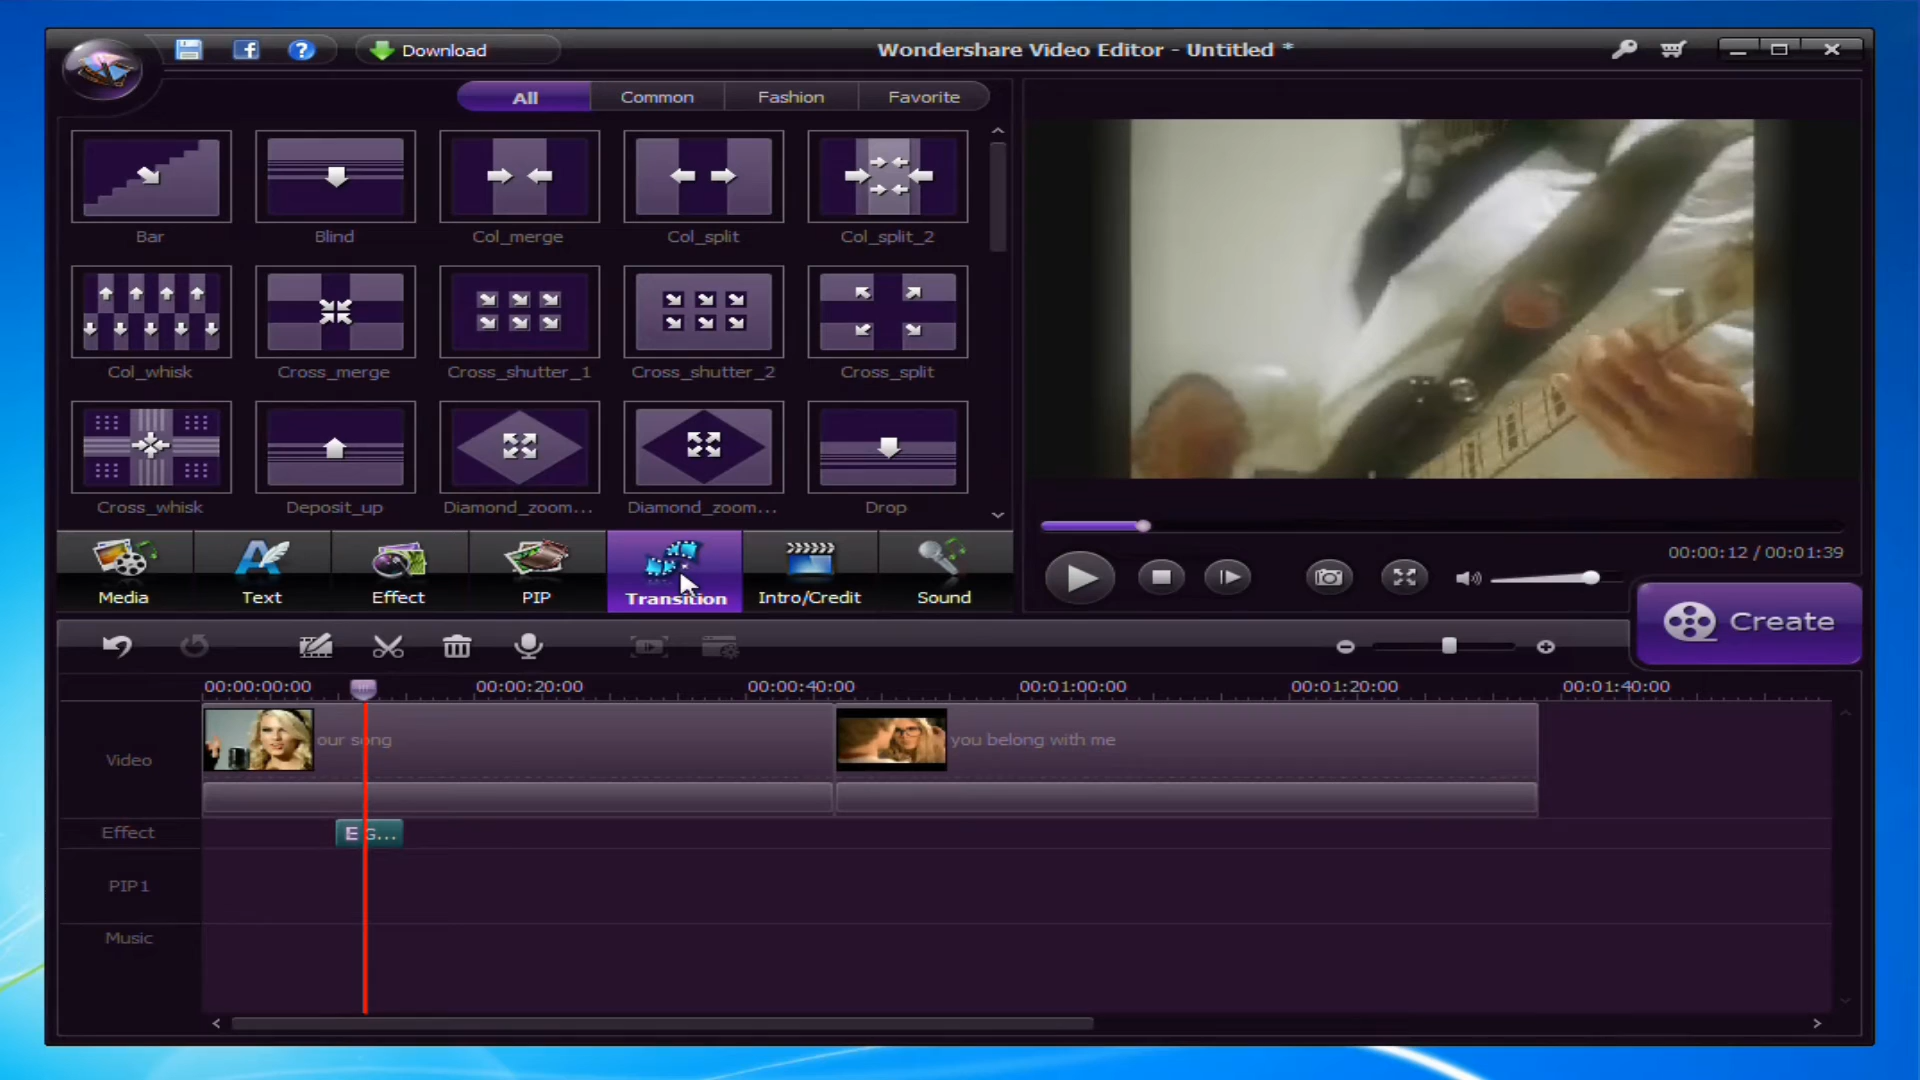 Download
Wondershare Video Editor - Untitled *
All
Common
Fashion
Favorite
Bar
Blind
Col_merge
Col_split
Col_split_2
Col_whisk
Cross_merge
Cross_shutter_1
Cross_shutter_2
Cross_split
Cross_whisk
Deposit_up
Diamond_zoom...
Diamond_zoom...
Drop
00:00:12 / 00:01:39
Media
Text
Effect
PIP
Transition
Intro/Credit
Sound
Create
00:00:00:00
00:00:20:00
00:00:40:00
00:01:00:00
00:01:20:00
00:01:40:00
Video
our song
you belong with me
Effect
E G...
PIP1
Music